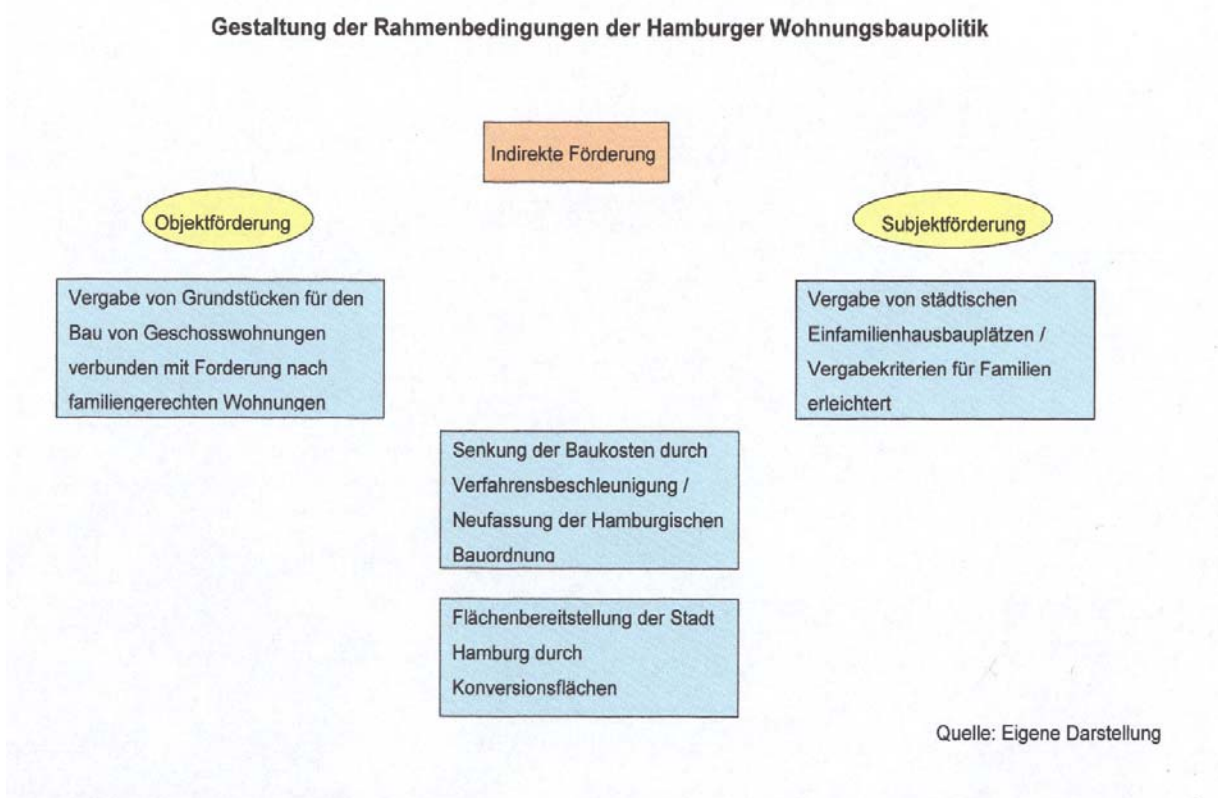 Gestaltung der Rahmenbedingungen der Hamburger Wohnungsbaupolitik
Indirekte Förderung
Objektförderung
Subjektförderung
Vergabe von Grundstücken für den
Bau von Geschosswohnungen
verbunden mit Forderung nach
familiengerechten Wohnungen
Vergabe von städtischen
Einfamilienhausbauplätzen /
Vergabekriterien für Familien
erleichtert
Senkung der Baukosten durch
Verfahrensbeschleunigung /
Neufassung der Hamburgischen
Bauordnung
Flächenbereitstellung der Stadt
Hamburg durch
Konversionsflächen
Quelle: Eigene Darstellung